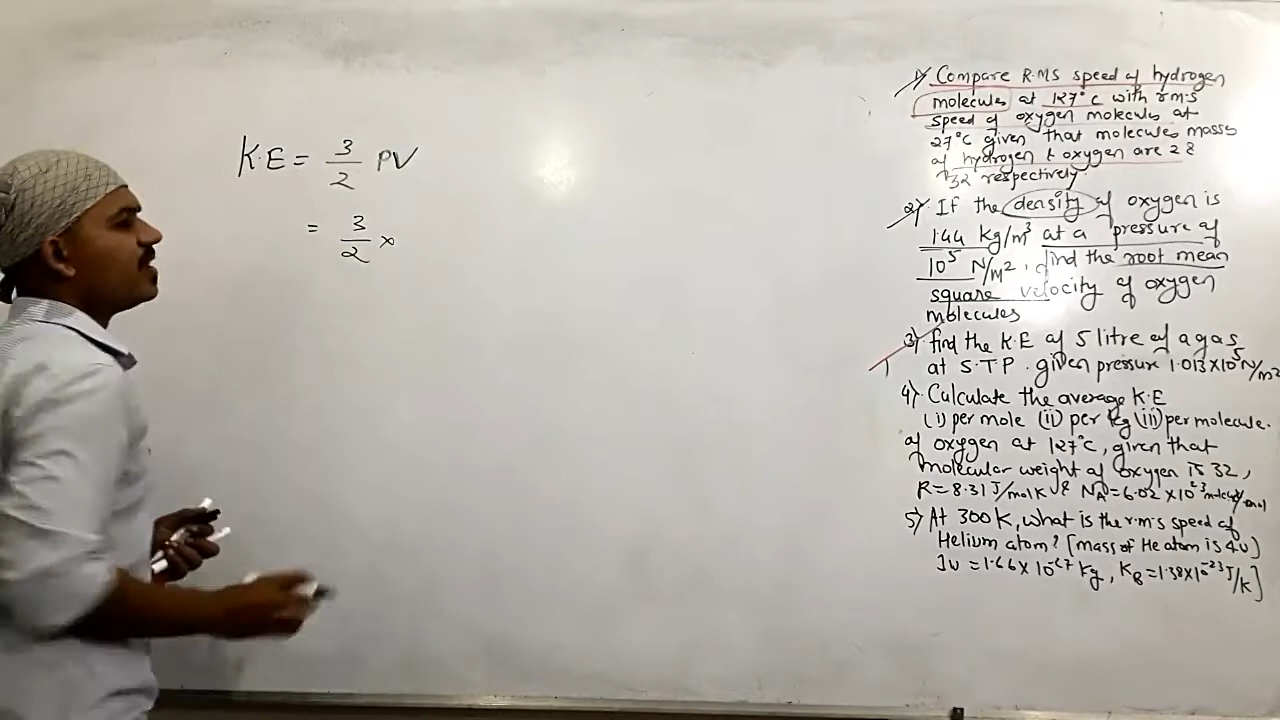 K.E = 3/2 PV
= 3/2 ×
1) Compare R.M.S speed of hydrogen
molecules at 127°C with r.m.s
speed of oxygen molecules at
27°C given that molecules masses
of hydrogen & oxygen are 2 &
32 respectively
2) If the density of oxygen is
1.44 kg/m³ at a pressure of
10⁵ N/m², find the root mean
square velocity of oxygen
molecules
3) find the K.E of 5 litre of a gas
at S.T.P. given pressure 1.013×10⁵ N/m²
4) Calculate the average K.E
(i) per mole (ii) per kg (iii) per molecule.
of oxygen at 127°C, given that
molecular weight of oxygen is 32,
R = 8.31 J/mol K & N_A = 6.02 × 10²³ molecules/mol
5) At 300 K, what is the r.m.s speed of
Helium atom? [mass of He atom is 4u]
1u = 1.66 × 10⁻²⁷ kg, K_B = 1.38×10⁻²³ J/K]